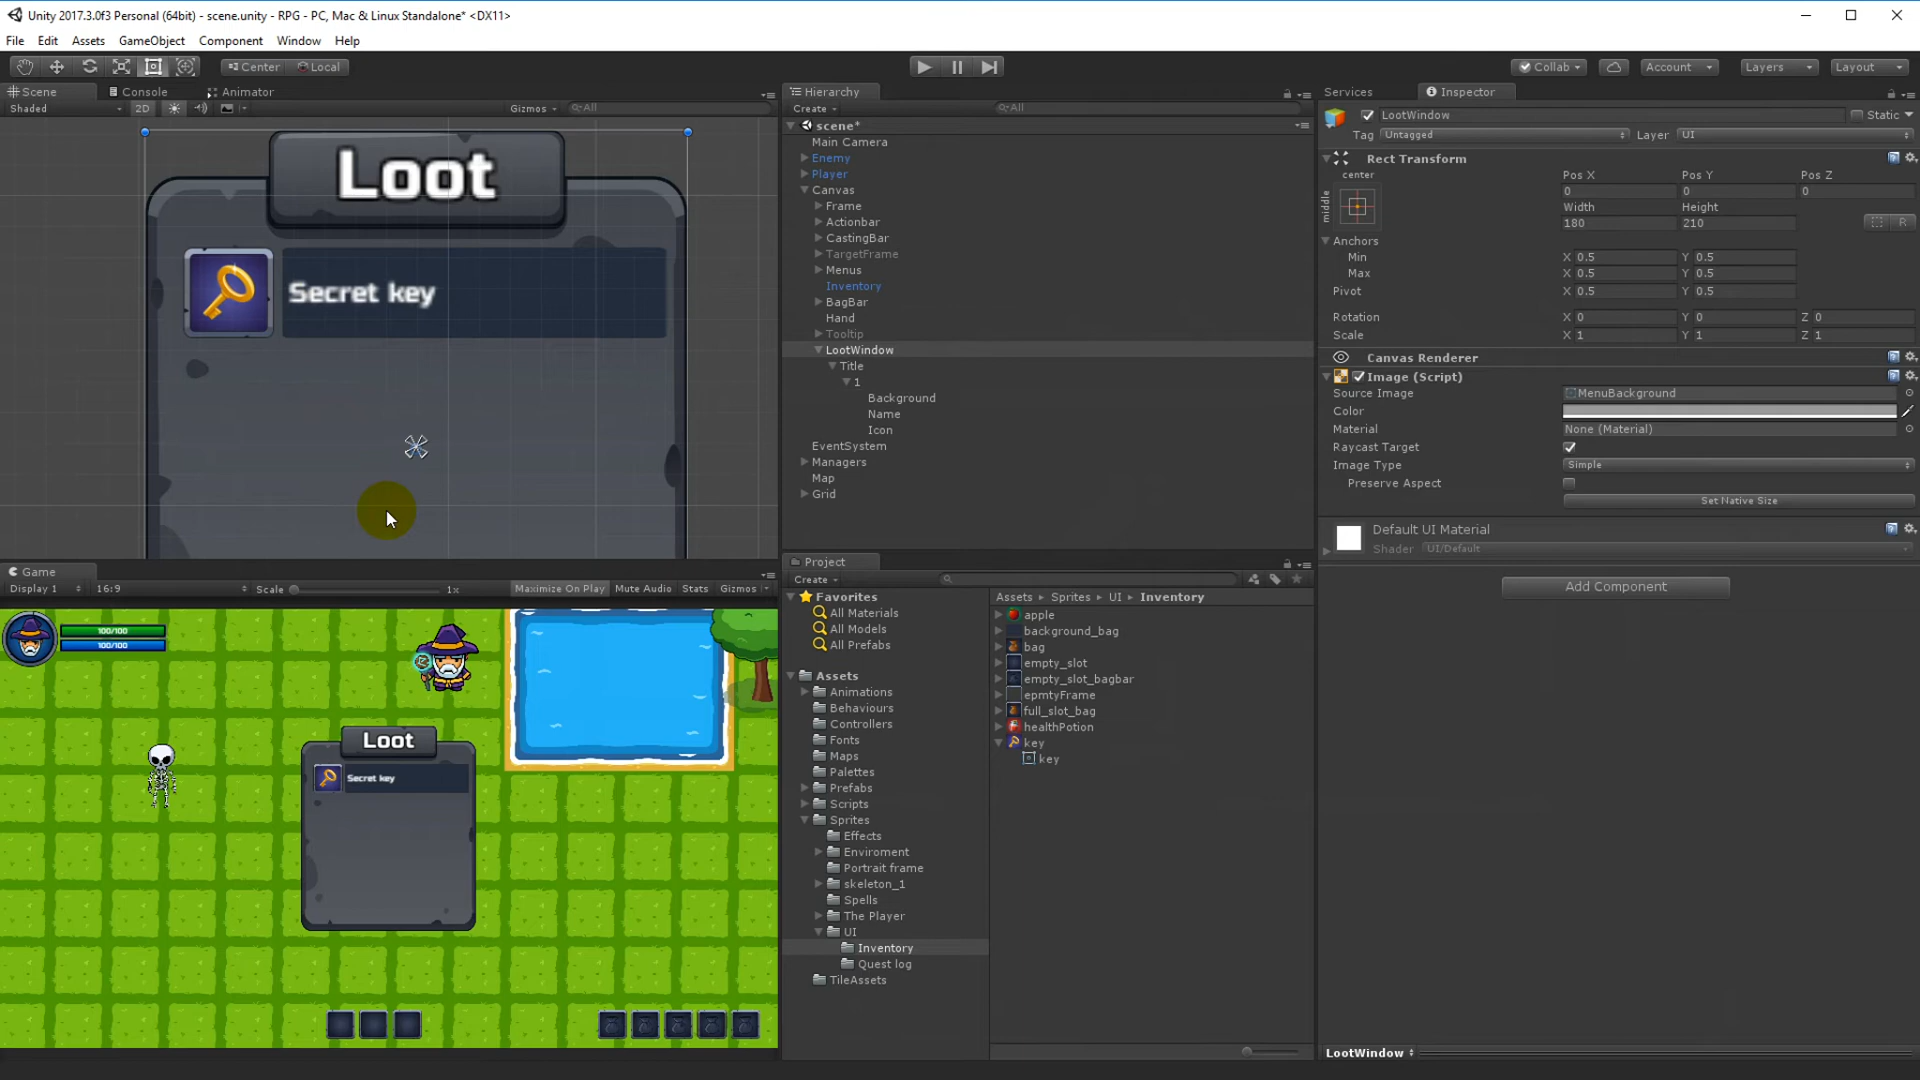 Unity 2017.3.0f3 Personal (64bit) - scene.unity - RPG - PC, Mac & Linux Standalone* <DX11>
File Edit Assets GameObject Component Window Help
Center Local
Collab Account Layers Layout
Scene Console Animator
Shaded 2D Gizmos All
Loot
Secret key
Game
Display 1 16:9 Scale 1x Maximize On Play Mute Audio Stats Gizmos
100/100
100/100
Loot
Secret key
Hierarchy
Create All
scene*
Main Camera
Enemy
Player
Canvas
Frame
Actionbar
CastingBar
TargetFrame
Menus
Inventory
BagBar
Hand
Tooltip
LootWindow
Title
1
Background
Name
Icon
EventSystem
Managers
Map
Grid
Project
Create
Favorites
All Materials
All Models
All Prefabs
Assets
Animations
Behaviours
Controllers
Fonts
Maps
Palettes
Prefabs
Scripts
Sprites
Effects
Enviroment
Portrait frame
skeleton_1
Spells
The Player
UI
Inventory
Quest log
TileAssets
Assets Sprites UI Inventory
apple
background_bag
bag
empty_slot
empty_slot_bagbar
epmtyFrame
full_slot_bag
healthPotion
key
key
Services Inspector
LootWindow Static
Tag Untagged Layer UI
Rect Transform
center
middle
Pos X Pos Y Pos Z
0 0 0
Width Height
180 210
R
Anchors
Min X 0.5 Y 0.5
Max X 0.5 Y 0.5
Pivot X 0.5 Y 0.5
Rotation X 0 Y 0 Z 0
Scale X 1 Y 1 Z 1
Canvas Renderer
Image (Script)
Source Image MenuBackground
Color
Material None (Material)
Raycast Target
Image Type Simple
Preserve Aspect
Set Native Size
Default UI Material
Shader UI/Default
Add Component
LootWindow